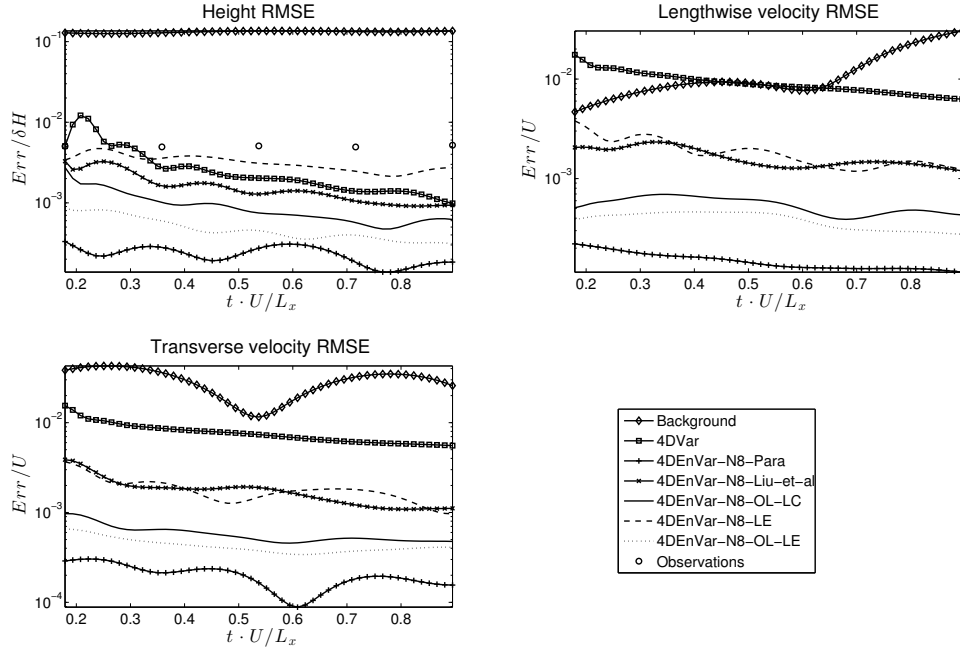 Height RMSE
10⁻¹
10⁻²
10⁻³
Err/δH
0.2 0.3 0.4 0.5 0.6 0.7 0.8
t · U/Lₓ
Lengthwise velocity RMSE
10⁻²
10⁻³
Err/U
0.2 0.3 0.4 0.5 0.6 0.7 0.8
t · U/Lₓ
Transverse velocity RMSE
10⁻²
10⁻³
10⁻⁴
Err/U
0.2 0.3 0.4 0.5 0.6 0.7 0.8
t · U/Lₓ
Background
4DVar
4DEnVar−N8−Para
4DEnVar−N8−Liu−et−al
4DEnVar−N8−OL−LC
4DEnVar−N8−LE
4DEnVar−N8−OL−LE
Observations